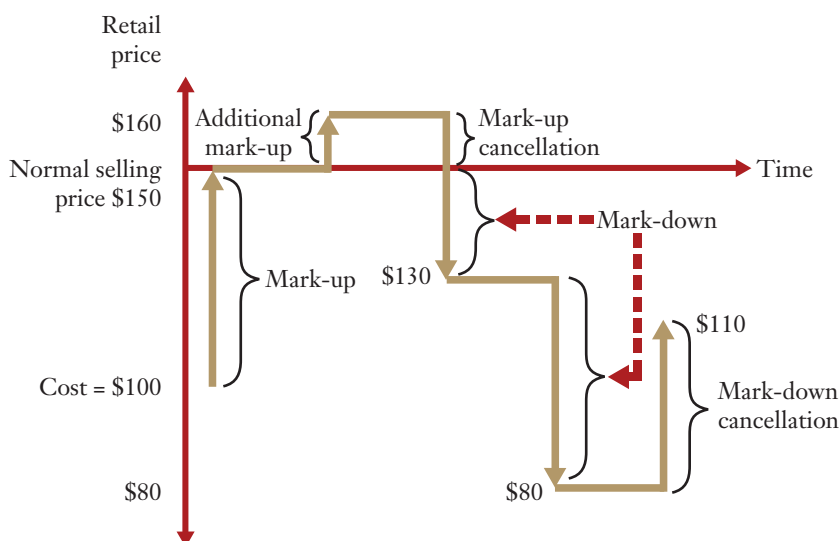 Retail
price
$160
Additional
mark-up
Mark-up
cancellation
Normal selling
price $150
Time
Mark-down
$130
Mark-up
$110
Cost = $100
Mark-down
cancellation
$80
$80